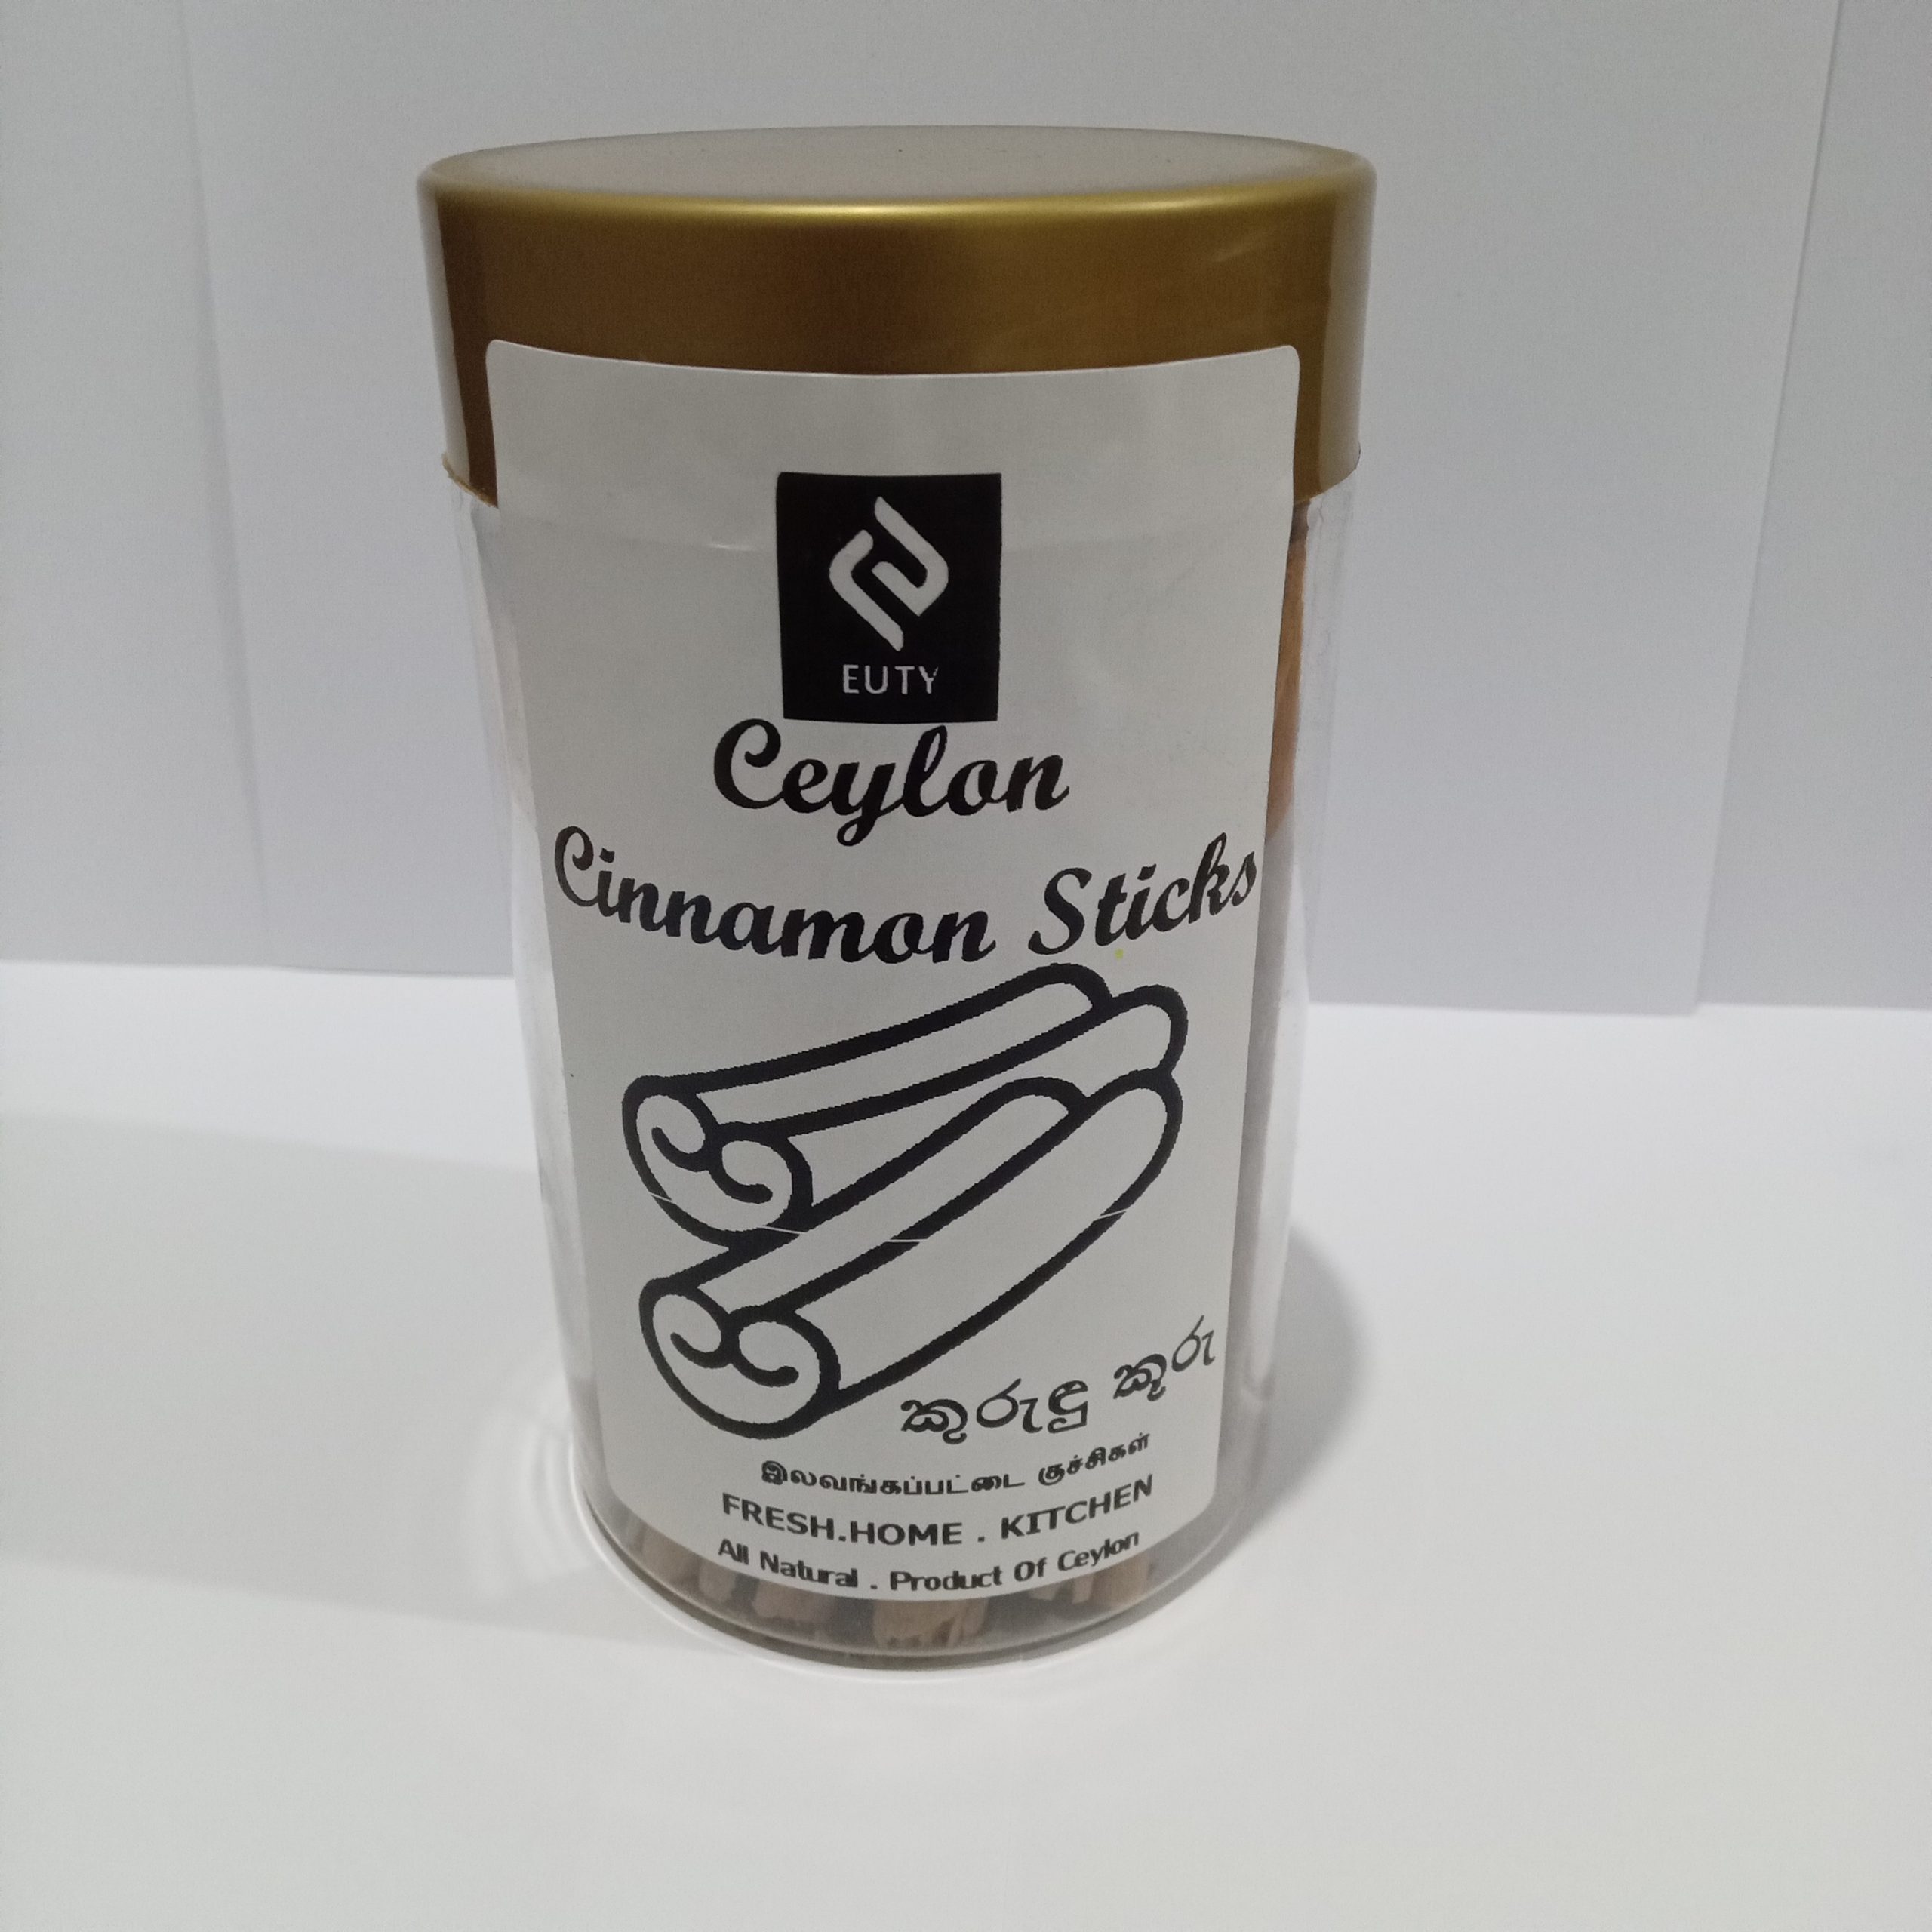 EUTY
Ceylon
Cinnamon Sticks
කුරුඳු කූරු
இலவங்கப்பட்டை குச்சிகள்
FRESH.HOME . KITCHEN
All Natural . Product Of Ceylon